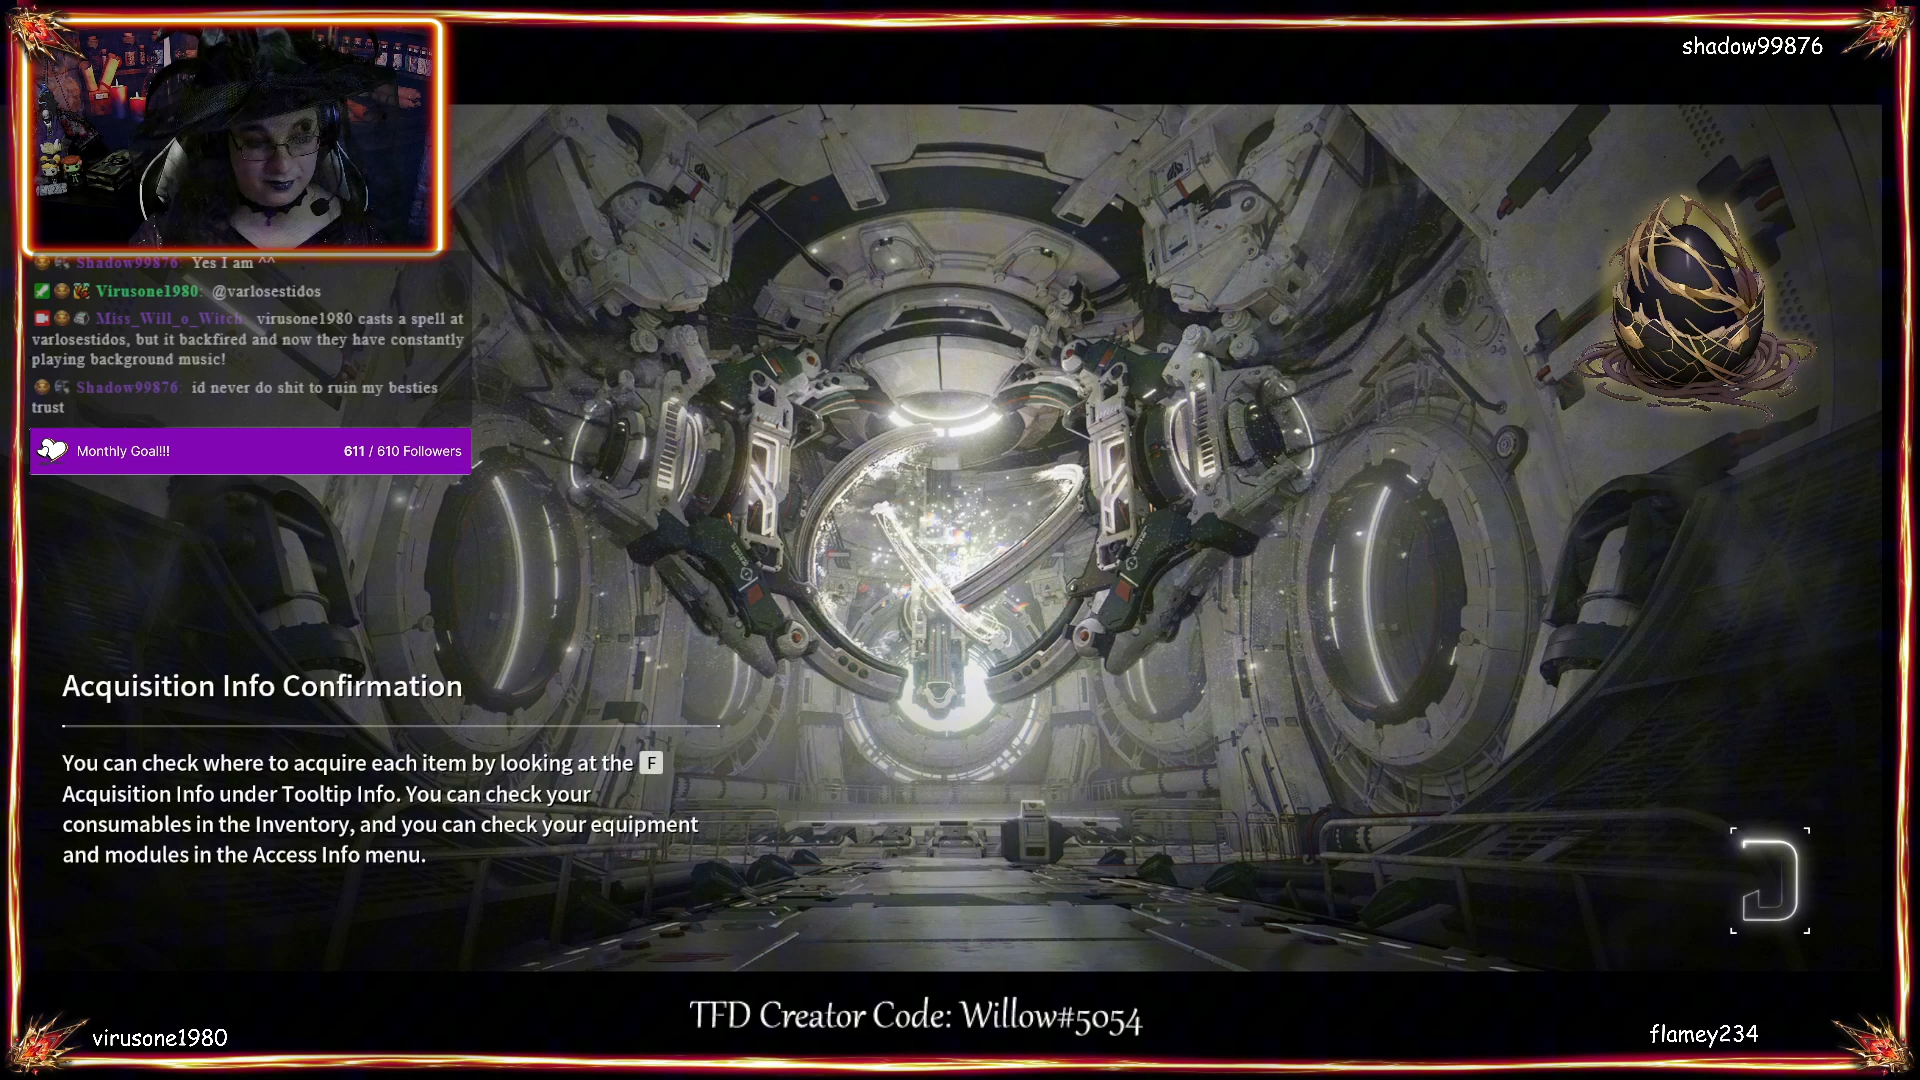 shadow99876
Shadow99876: Yes I am ^^
Virusone1980: @varlosestidos
Miss_Will_o_Witch: virusone1980 casts a spell at
varlosestidos, but it backfired and now they have constantly
playing background music!
Shadow99876: id never do shit to ruin my besties
trust
Monthly Goal!!! 611 / 610 Followers
Acquisition Info Confirmation
You can check where to acquire each item by looking at the F
Acquisition Info under Tooltip Info. You can check your
consumables in the Inventory, and you can check your equipment
and modules in the Access Info menu.
TFD Creator Code: Willow#5054
virusone1980
flamey234